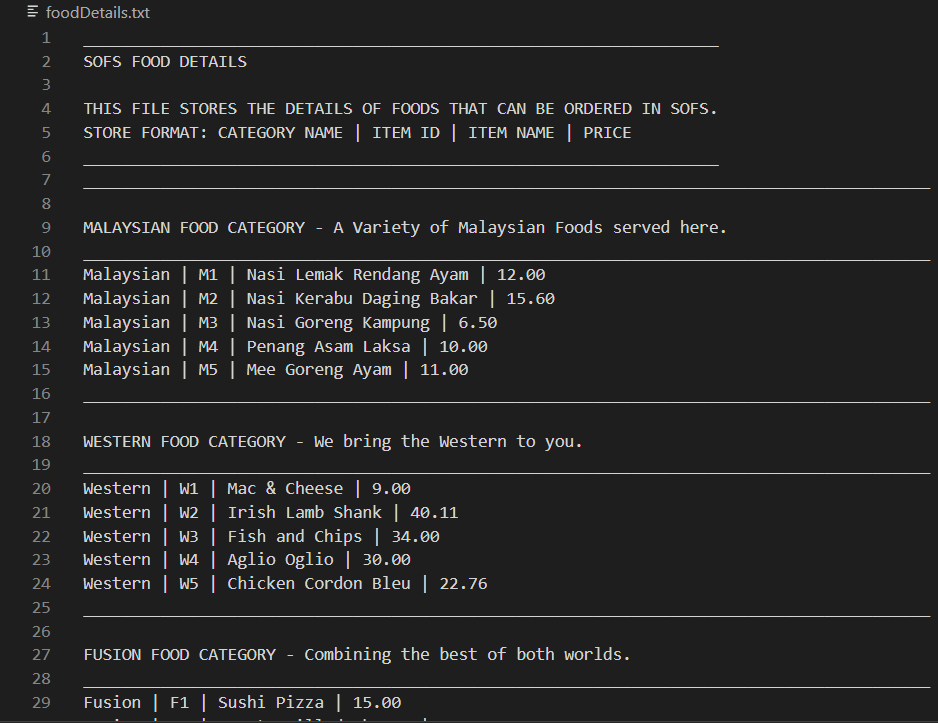 foodDetails.txt
1
2 SOFS FOOD DETAILS
3
4 THIS FILE STORES THE DETAILS OF FOODS THAT CAN BE ORDERED IN SOFS.
5 STORE FORMAT: CATEGORY NAME | ITEM ID | ITEM NAME | PRICE
6
7
8
9 MALAYSIAN FOOD CATEGORY - A Variety of Malaysian Foods served here.
10
11 Malaysian | M1 | Nasi Lemak Rendang Ayam | 12.00
12 Malaysian | M2 | Nasi Kerabu Daging Bakar | 15.60
13 Malaysian | M3 | Nasi Goreng Kampung | 6.50
14 Malaysian | M4 | Penang Asam Laksa | 10.00
15 Malaysian | M5 | Mee Goreng Ayam | 11.00
16
17
18 WESTERN FOOD CATEGORY - We bring the Western to you.
19
20 Western | W1 | Mac & Cheese | 9.00
21 Western | W2 | Irish Lamb Shank | 40.11
22 Western | W3 | Fish and Chips | 34.00
23 Western | W4 | Aglio Oglio | 30.00
24 Western | W5 | Chicken Cordon Bleu | 22.76
25
26
27 FUSION FOOD CATEGORY - Combining the best of both worlds.
28
29 Fusion | F1 | Sushi Pizza | 15.00